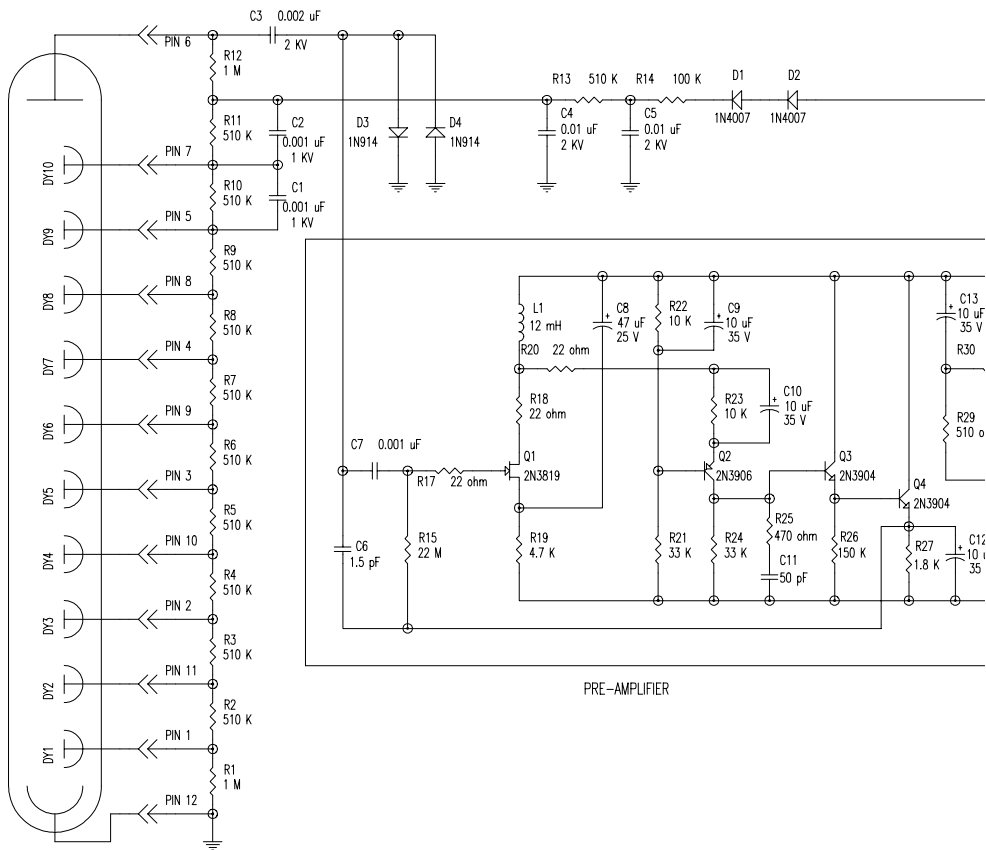 C3 0.002 uF
2 KV
PIN 6
R12
1 M
R13 510 K R14 100 K D1 D2
1N4007 1N4007
C4
0.01 uF
2 KV
C5
0.01 uF
2 KV
R11
510 K
C2
0.001 uF
1 KV
D3
1N914
D4
1N914
DY10
PIN 7
R10
510 K
C1
0.001 uF
1 KV
DY9
PIN 5
R9
510 K
DY8
PIN 8
R8
510 K
DY7
PIN 4
R7
510 K
DY6
PIN 9
R6
510 K
DY5
PIN 3
R5
510 K
DY4
PIN 10
R4
510 K
DY3
PIN 2
R3
510 K
DY2
PIN 11
R2
510 K
DY1
PIN 1
R1
1 M
PIN 12
L1
12 mH
C8
47 uF
25 V
R22
10 K
C9
10 uF
35 V
C13
10 uF
35 V
R20 22 ohm
R30
R18
22 ohm
R23
10 K
C10
10 uF
35 V
R29
510 o
C7 0.001 uF
R17 22 ohm
Q1
2N3819
Q2
2N3906
Q3
2N3904
Q4
2N3904
C6
1.5 pF
R15
22 M
R19
4.7 K
R21
33 K
R24
33 K
R25
470 ohm
C11
50 pF
R26
150 K
R27
1.8 K
C12
10 u
35
PRE-AMPLIFIER